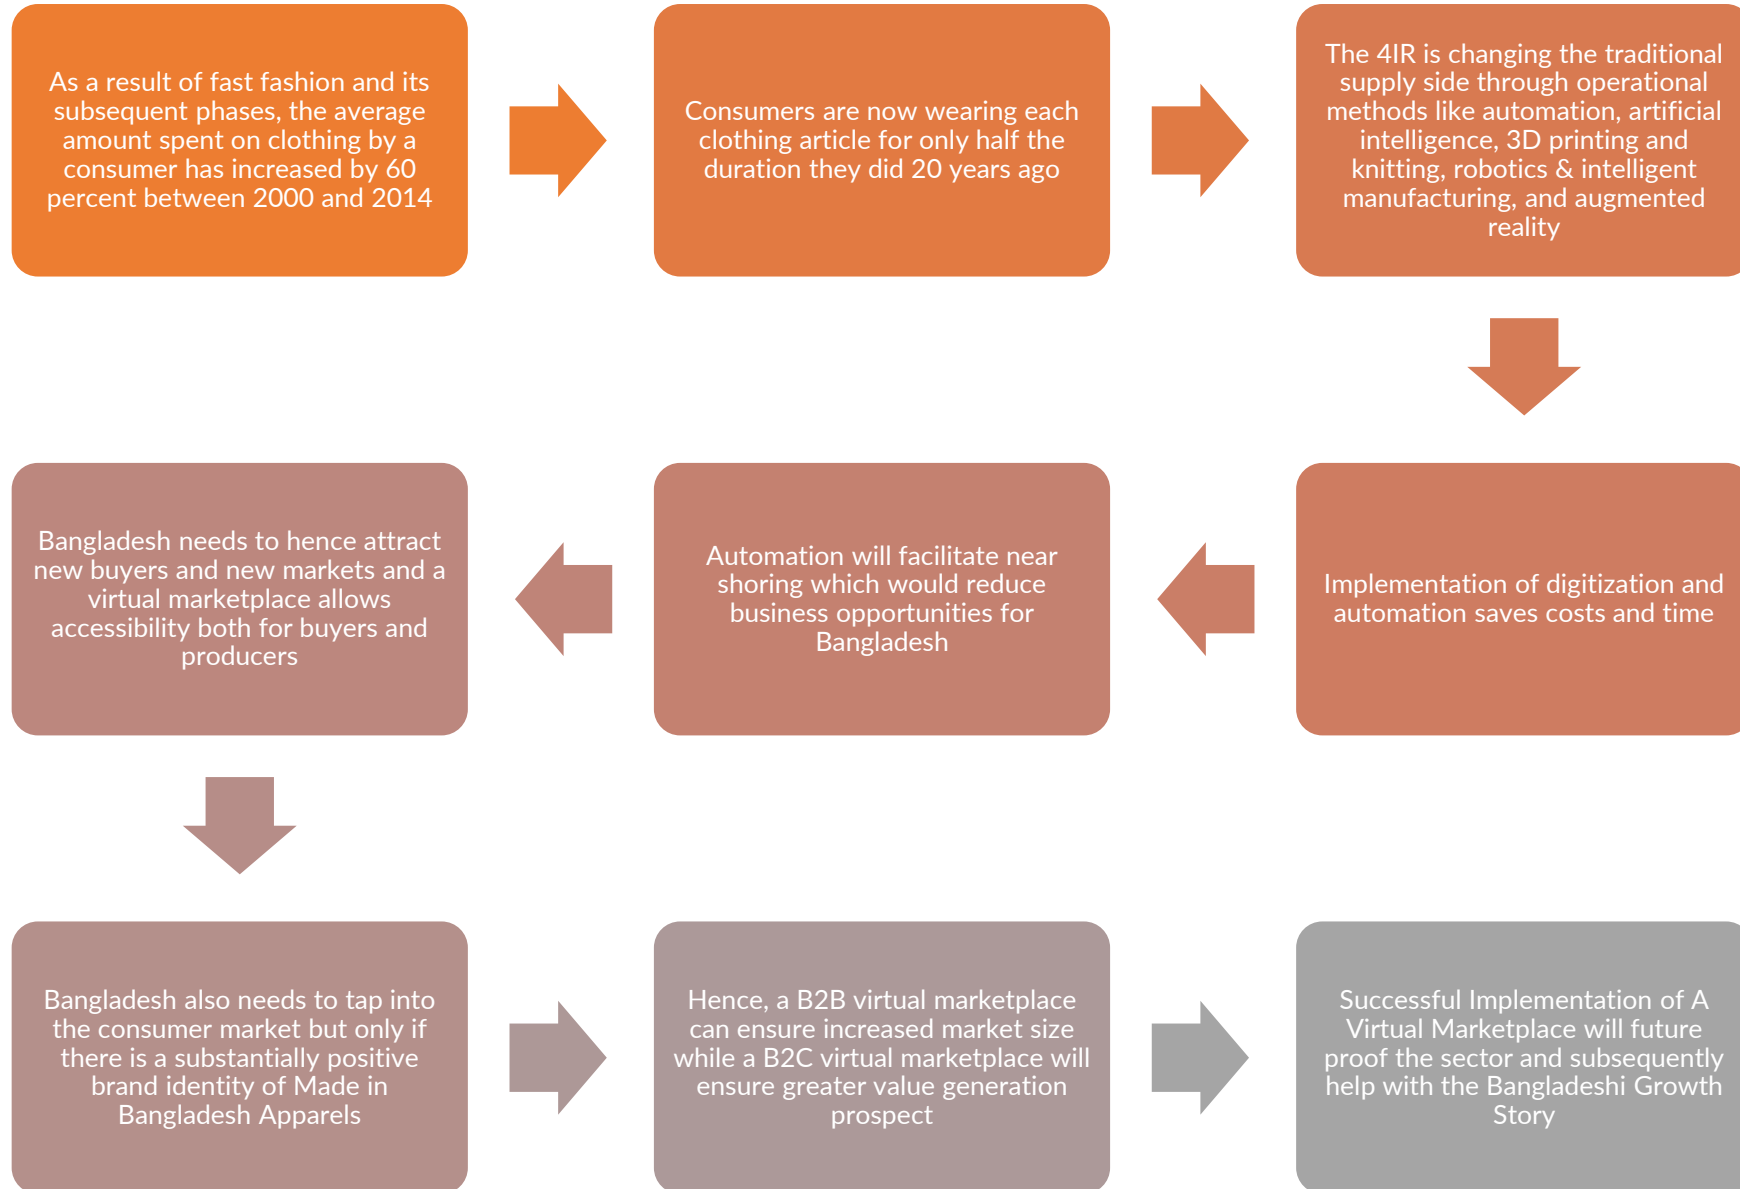 As a result of fast fashion and its
subsequent phases, the average
amount spent on clothing by a
consumer has increased by 60
percent between 2000 and 2014
Consumers are now wearing each
clothing article for only half the
duration they did 20 years ago
The 4IR is changing the traditional
supply side through operational
methods like automation, artificial
intelligence, 3D printing and
knitting, robotics & intelligent
manufacturing, and augmented
reality
Implementation of digitization and
automation saves costs and time
Automation will facilitate near
shoring which would reduce
business opportunities for
Bangladesh
Bangladesh needs to hence attract
new buyers and new markets and a
virtual marketplace allows
accessibility both for buyers and
producers
Bangladesh also needs to tap into
the consumer market but only if
there is a substantially positive
brand identity of Made in
Bangladesh Apparels
Hence, a B2B virtual marketplace
can ensure increased market size
while a B2C virtual marketplace will
ensure greater value generation
prospect
Successful Implementation of A
Virtual Marketplace will future
proof the sector and subsequently
help with the Bangladeshi Growth
Story